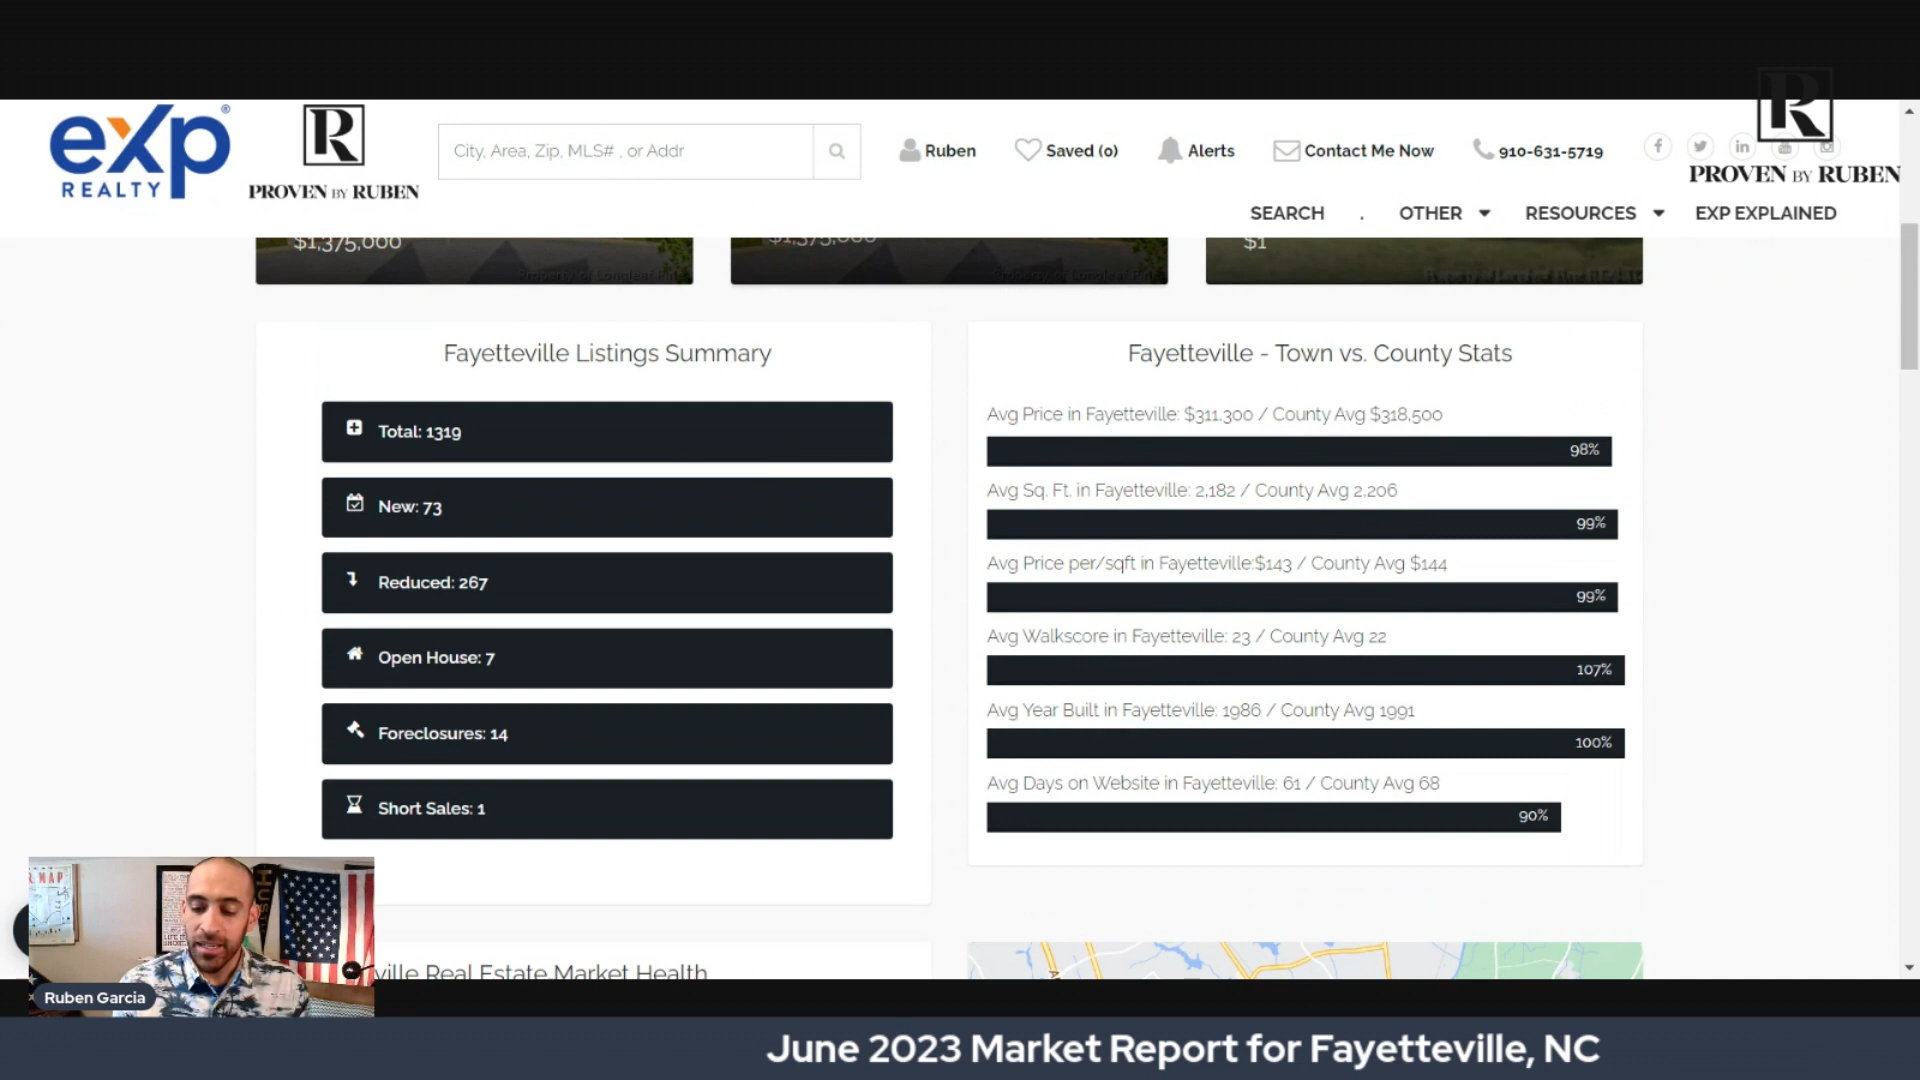 eXp®
REALTY
R
PROVEN BY RUBEN
City, Area, Zip, MLS# , or Addr
Ruben
Saved (0)
Alerts
Contact Me Now
910-631-5719
R
PROVEN BY RUBEN
SEARCH
.
OTHER
RESOURCES
EXP EXPLAINED
$1,375,000
$1,375,000
$1
Fayetteville Listings Summary
Total: 1319
New: 73
Reduced: 267
Open House: 7
Foreclosures: 14
Short Sales: 1
Fayetteville - Town vs. County Stats
Avg Price in Fayetteville: $311,300 / County Avg $318,500
98%
Avg Sq. Ft. in Fayetteville: 2,182 / County Avg 2,206
99%
Avg Price per/sqft in Fayetteville:$143 / County Avg $144
99%
Avg Walkscore in Fayetteville: 23 / County Avg 22
107%
Avg Year Built in Fayetteville: 1986 / County Avg 1991
100%
Avg Days on Website in Fayetteville: 61 / County Avg 68
90%
ville Real Estate Market Health
MAP
Ruben Garcia
June 2023 Market Report for Fayetteville, NC